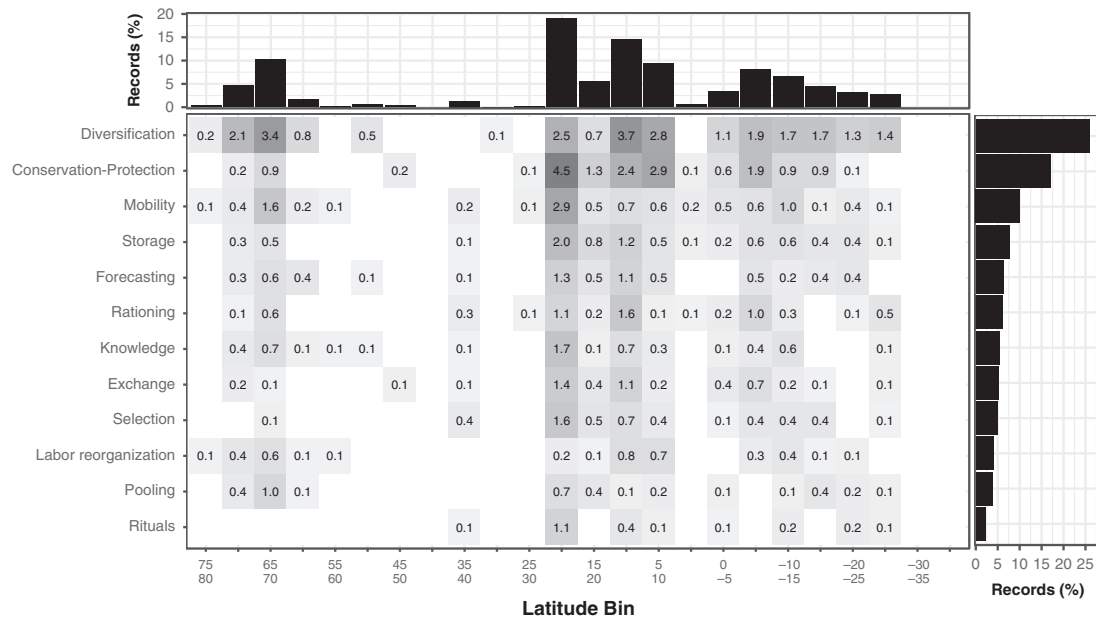 Records (%)
20
15
10
5
0
Diversification 0.2 2.1 3.4 0.8 0.5 0.1 2.5 0.7 3.7 2.8 1.1 1.9 1.7 1.7 1.3 1.4
Conservation-Protection 0.2 0.9 0.2 0.1 4.5 1.3 2.4 2.9 0.1 0.6 1.9 0.9 0.9 0.1
Mobility 0.1 0.4 1.6 0.2 0.1 0.2 0.1 2.9 0.5 0.7 0.6 0.2 0.5 0.6 1.0 0.1 0.4 0.1
Storage 0.3 0.5 0.1 2.0 0.8 1.2 0.5 0.1 0.2 0.6 0.6 0.4 0.4 0.1
Forecasting 0.3 0.6 0.4 0.1 0.1 1.3 0.5 1.1 0.5 0.5 0.2 0.4 0.4
Rationing 0.1 0.6 0.3 0.1 1.1 0.2 1.6 0.1 0.1 0.2 1.0 0.3 0.1 0.5
Knowledge 0.4 0.7 0.1 0.1 0.1 0.1 1.7 0.1 0.7 0.3 0.1 0.4 0.6 0.1
Exchange 0.2 0.1 0.1 0.1 1.4 0.4 1.1 0.2 0.4 0.7 0.2 0.1 0.1
Selection 0.1 0.4 1.6 0.5 0.7 0.4 0.1 0.4 0.4 0.4 0.1
Labor reorganization 0.1 0.4 0.6 0.1 0.1 0.2 0.1 0.8 0.7 0.3 0.4 0.1 0.1
Pooling 0.4 1.0 0.1 0.7 0.4 0.1 0.2 0.1 0.1 0.4 0.2 0.1
Rituals 0.1 1.1 0.4 0.1 0.1 0.2 0.2 0.1
75 65 55 45 35 25 15 5 0 –10 –20 –30
80 70 60 50 40 30 20 10 –5 –15 –25 –35
Latitude Bin
0 5 10 15 20 25
Records (%)